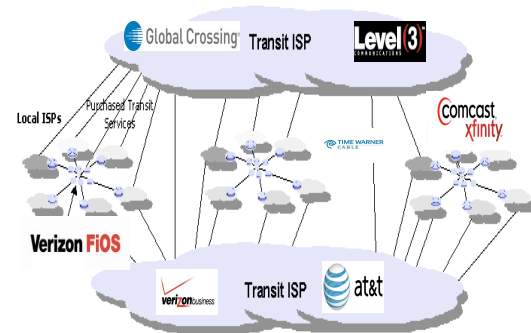 Global Crossing
Transit ISP
Level (3)
COMMUNICATIONS
Local ISPs
Purchased Transit
Services
Comcast
xfinity
TIME WARNER
CABLE
Verizon FiOS
verizonbusiness
Transit ISP
at&t